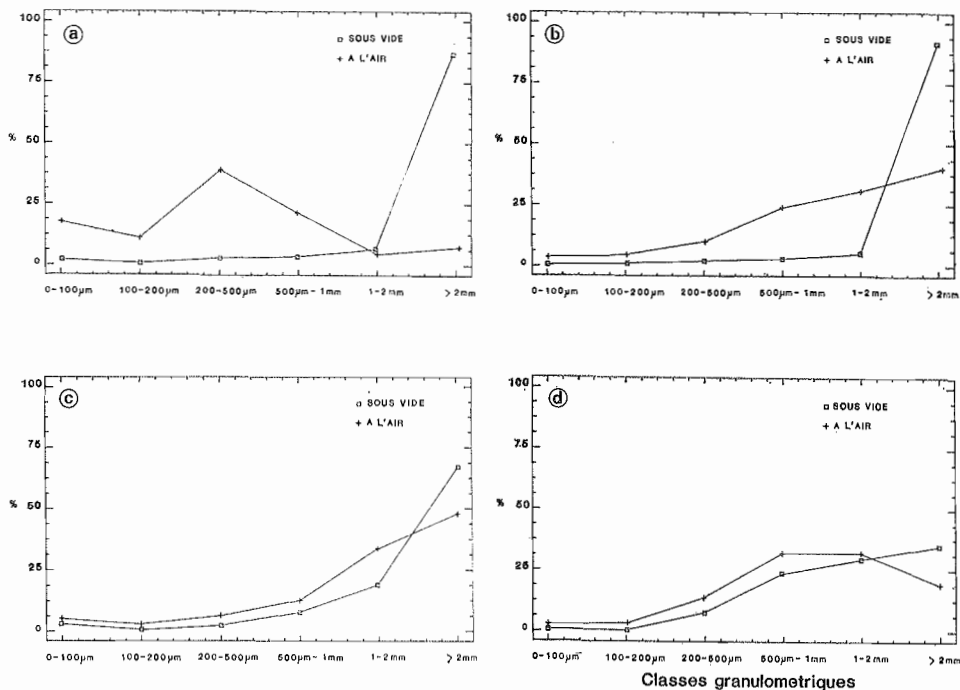 ⓐ
□ SOUS VIDE
+ A L'AIR
100
75
50
25
0
%
0-100µm 100-200µm 200-500µm 500µm-1mm 1-2mm >2mm
ⓑ
□ SOUS VIDE
+ A L'AIR
100
75
50
25
0
%
0-100µm 100-200µm 200-500µm 500µm-1mm 1-2mm >2mm
ⓒ
□ SOUS VIDE
+ A L'AIR
100
75
50
25
0
%
0-100µm 100-200µm 200-500µm 500µm-1mm 1-2mm >2mm
ⓓ
□ SOUS VIDE
+ A L'AIR
100
75
50
25
0
%
0-100µm 100-200µm 200-500µm 500µm-1mm 1-2mm >2mm
Classes granulometriques